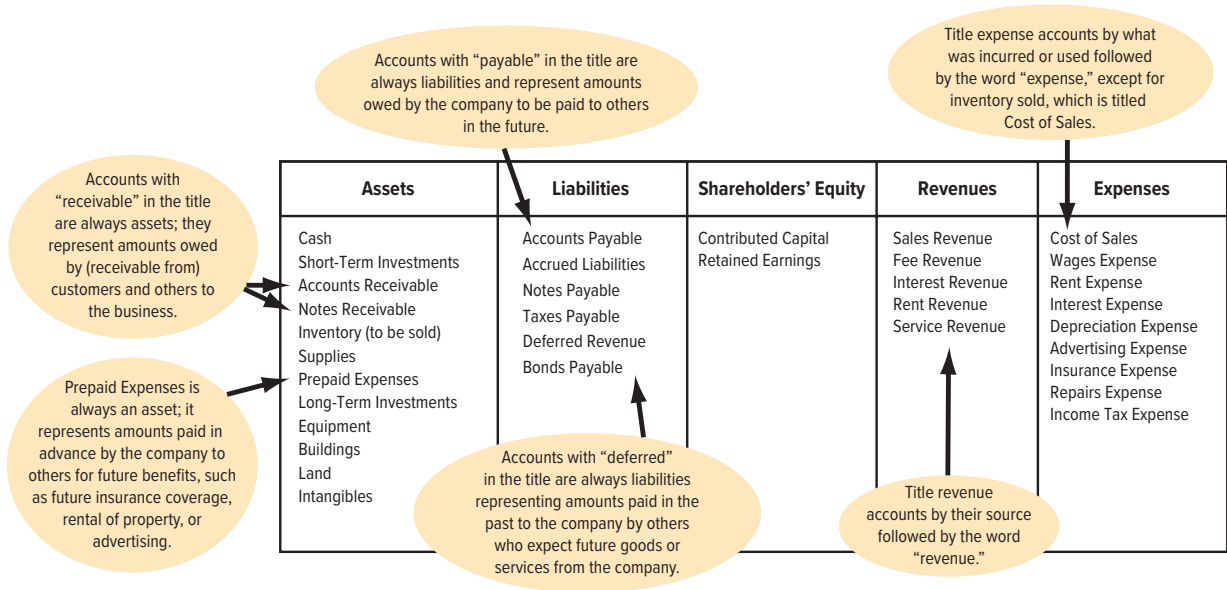 Accounts with “payable” in the title are
always liabilities and represent amounts
owed by the company to be paid to others
in the future.
Title expense accounts by what
was incurred or used followed
by the word “expense,” except for
inventory sold, which is titled
Cost of Sales.
Accounts with
“receivable” in the title
are always assets; they
represent amounts owed
by (receivable from)
customers and others to
the business.
Prepaid Expenses is
always an asset; it
represents amounts paid in
advance by the company to
others for future benefits, such
as future insurance coverage,
rental of property, or
advertising.
Assets
Cash
Short-Term Investments
Accounts Receivable
Notes Receivable
Inventory (to be sold)
Supplies
Prepaid Expenses
Long-Term Investments
Equipment
Buildings
Land
Intangibles
Liabilities
Accounts Payable
Accrued Liabilities
Notes Payable
Taxes Payable
Deferred Revenue
Bonds Payable
Accounts with “deferred”
in the title are always liabilities
representing amounts paid in the
past to the company by others
who expect future goods or
services from the company.
Shareholders’ Equity
Contributed Capital
Retained Earnings
Revenues
Sales Revenue
Fee Revenue
Interest Revenue
Rent Revenue
Service Revenue
Title revenue
accounts by their source
followed by the word
“revenue.”
Expenses
Cost of Sales
Wages Expense
Rent Expense
Interest Expense
Depreciation Expense
Advertising Expense
Insurance Expense
Repairs Expense
Income Tax Expense